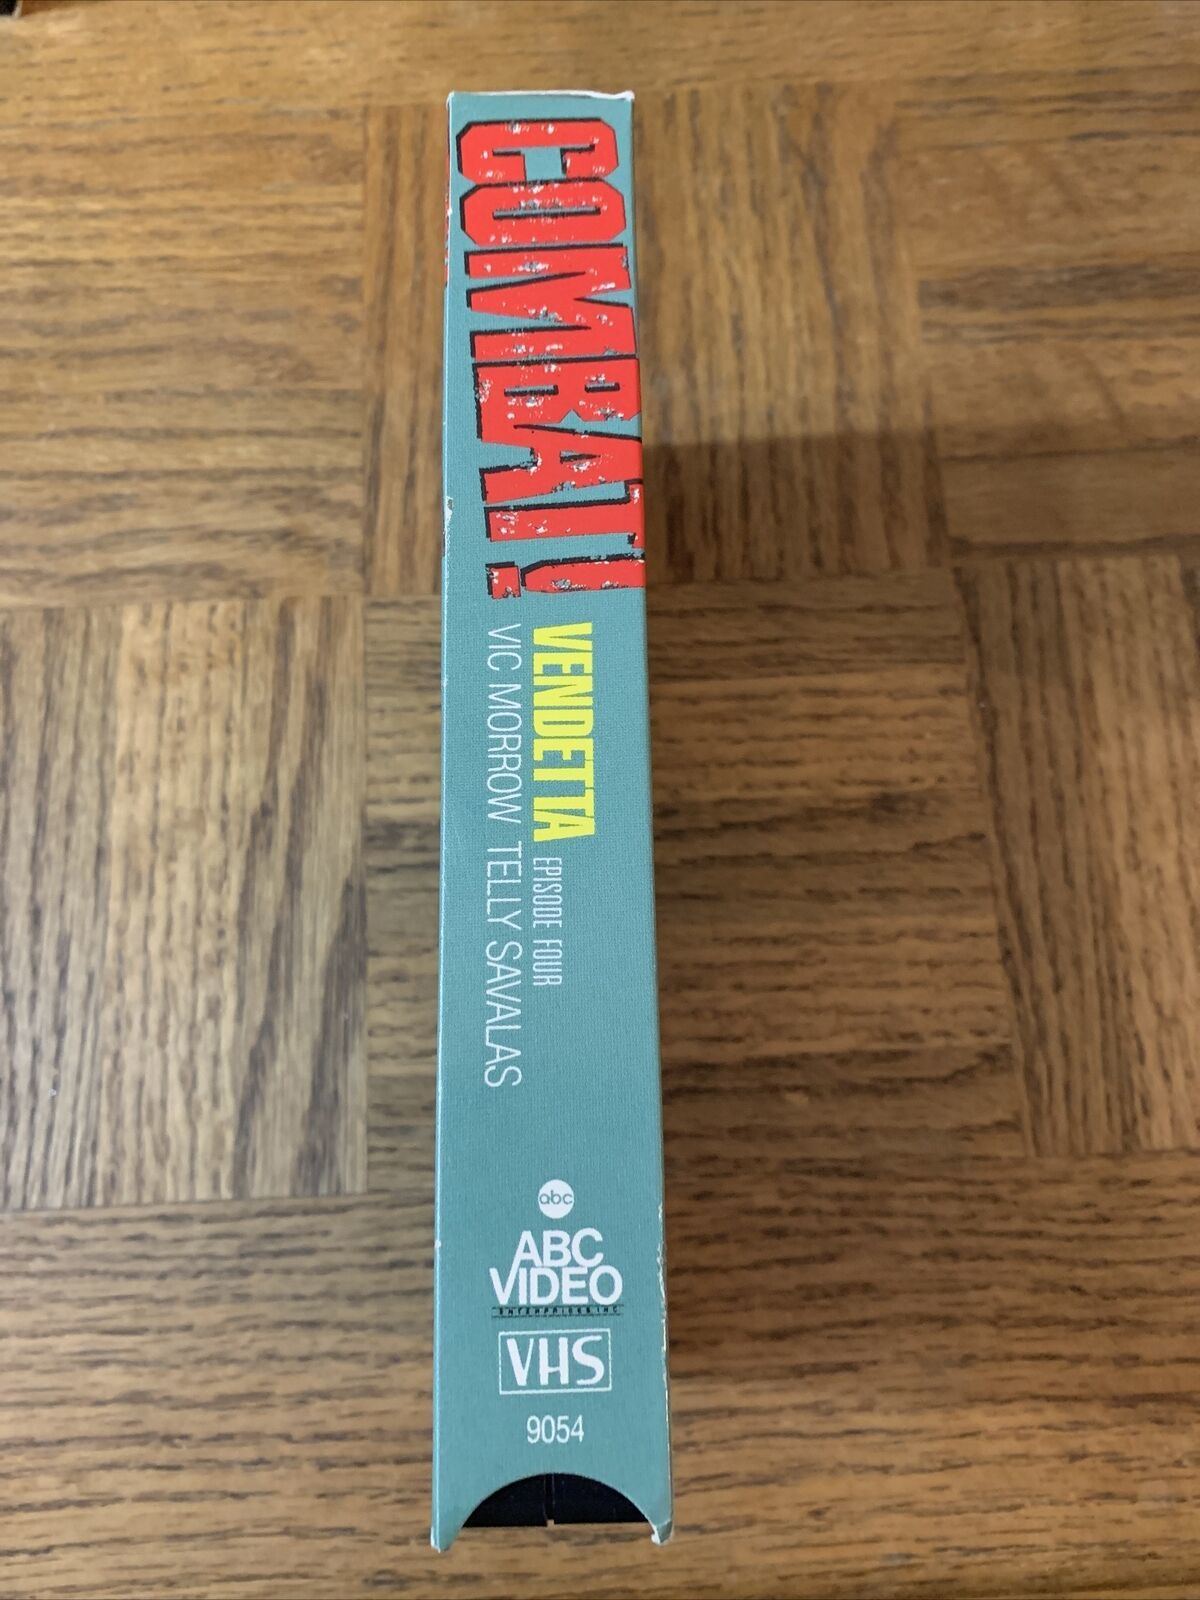 COMBAT!
VENDETTA EPISODE FOUR
VIC MORROW TELLY SAVALAS
abc
ABC
VIDEO
ENTERPRISES INC
VHS
9054